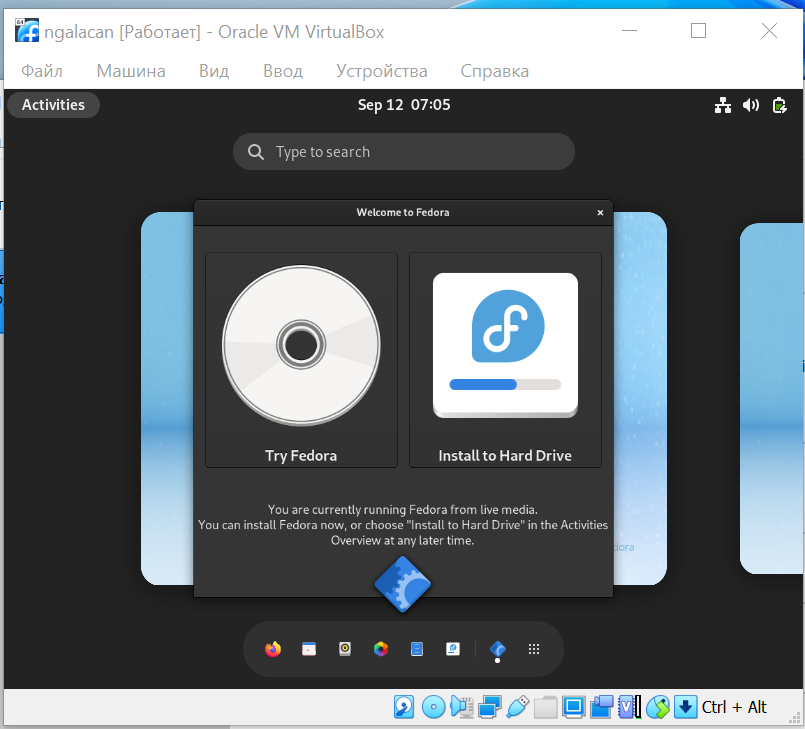 ngalacan [Работает] - Oracle VM VirtualBox
Файл Машина Вид Ввод Устройства Справка
Activities Sep 12 07:05
Type to search
Welcome to Fedora
Try Fedora Install to Hard Drive
You are currently running Fedora from live media.
You can install Fedora now, or choose "Install to Hard Drive" in the Activities
Overview at any later time.
dora
Ctrl + Alt